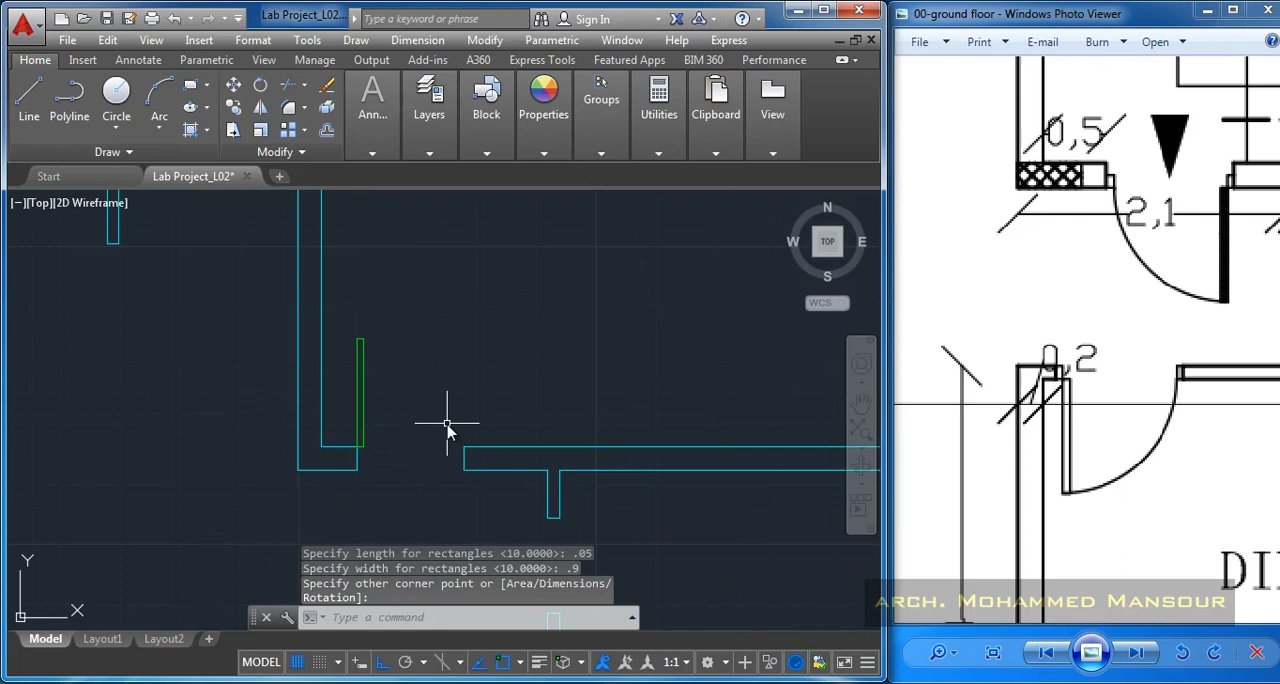 Lab Project_L02...
Type a keyword or phrase
Sign In
File Edit View Insert Format Tools Draw Dimension Modify Parametric Window Help Express
Home Insert Annotate Parametric View Manage Output Add-ins A360 Express Tools Featured Apps BIM 360 Performance
Line Polyline Circle Arc
Ann... Layers Block Properties Groups Utilities Clipboard View
Draw Modify
Start Lab Project_L02*
[−][Top][2D Wireframe]
N
W TOP E
S
WCS
Y
X
Specify length for rectangles <10.0000>: .05
Specify width for rectangles <10.0000>: .9
Specify other corner point or [Area/Dimensions/
Rotation]:
Type a command
Model Layout1 Layout2
MODEL 1:1
00-ground floor - Windows Photo Viewer
File Print E-mail Burn Open
0,5
2,1
0,2
DI
Arch. Mohammed Mansour